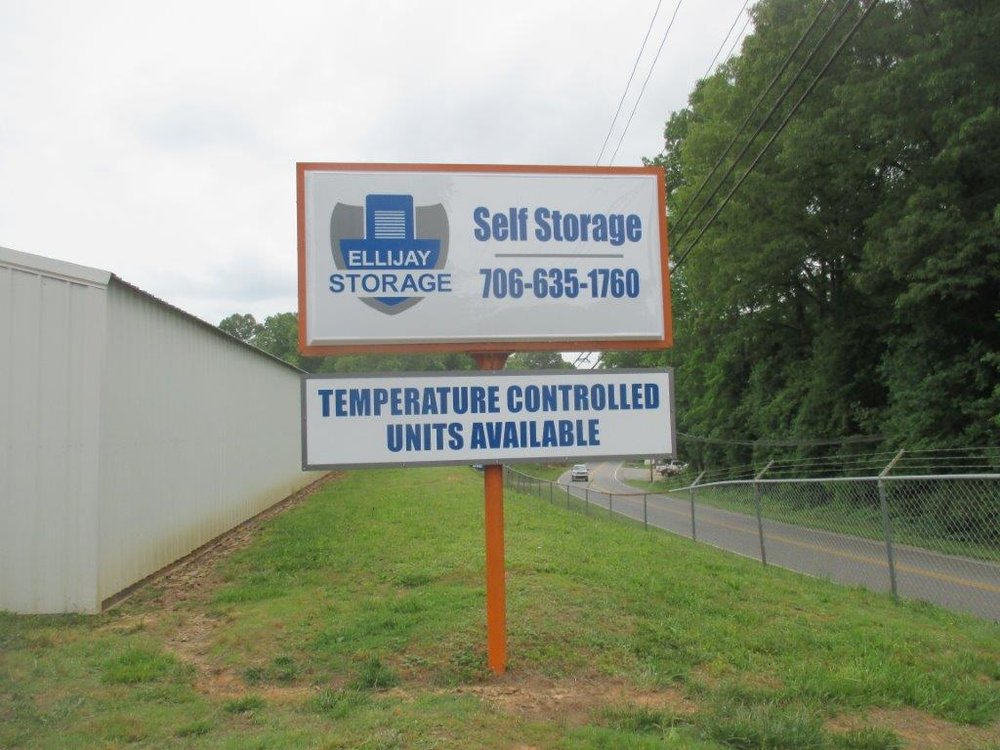 ELLIJAY
STORAGE
Self Storage
706-635-1760
TEMPERATURE CONTROLLED
UNITS AVAILABLE